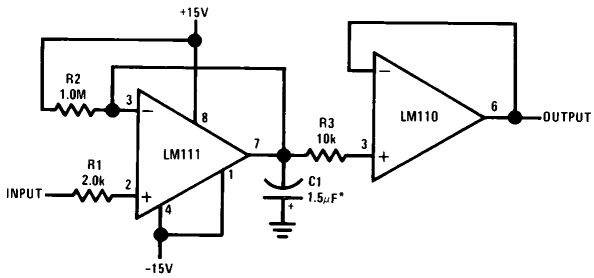 +15V
R2
1.0M
3
−
8
LM111
7
R1
2.0k
INPUT
2
+
4
1
−15V
R3
10k
C1
1.5μF*
+
−
LM110
3
+
6
OUTPUT